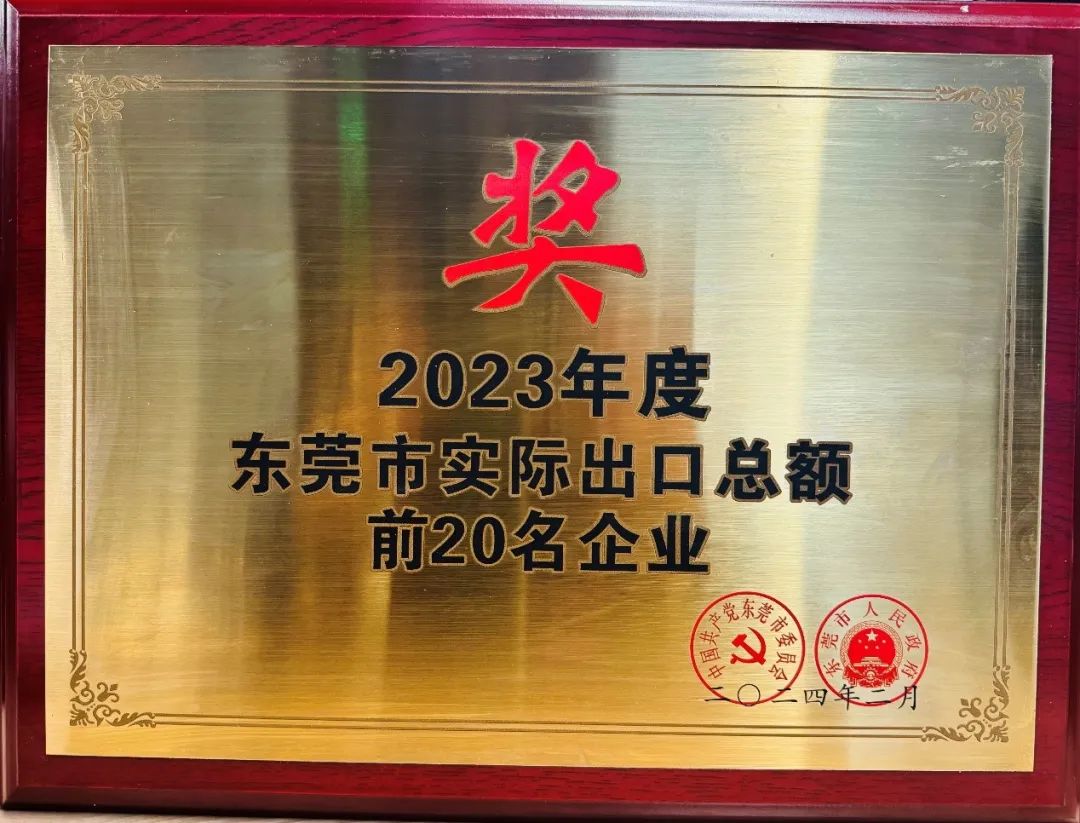 奖
2023年度
东莞市实际出口总额
前20名企业
中国共产党东莞市委员会
东莞市人民政府
二〇二四年二月